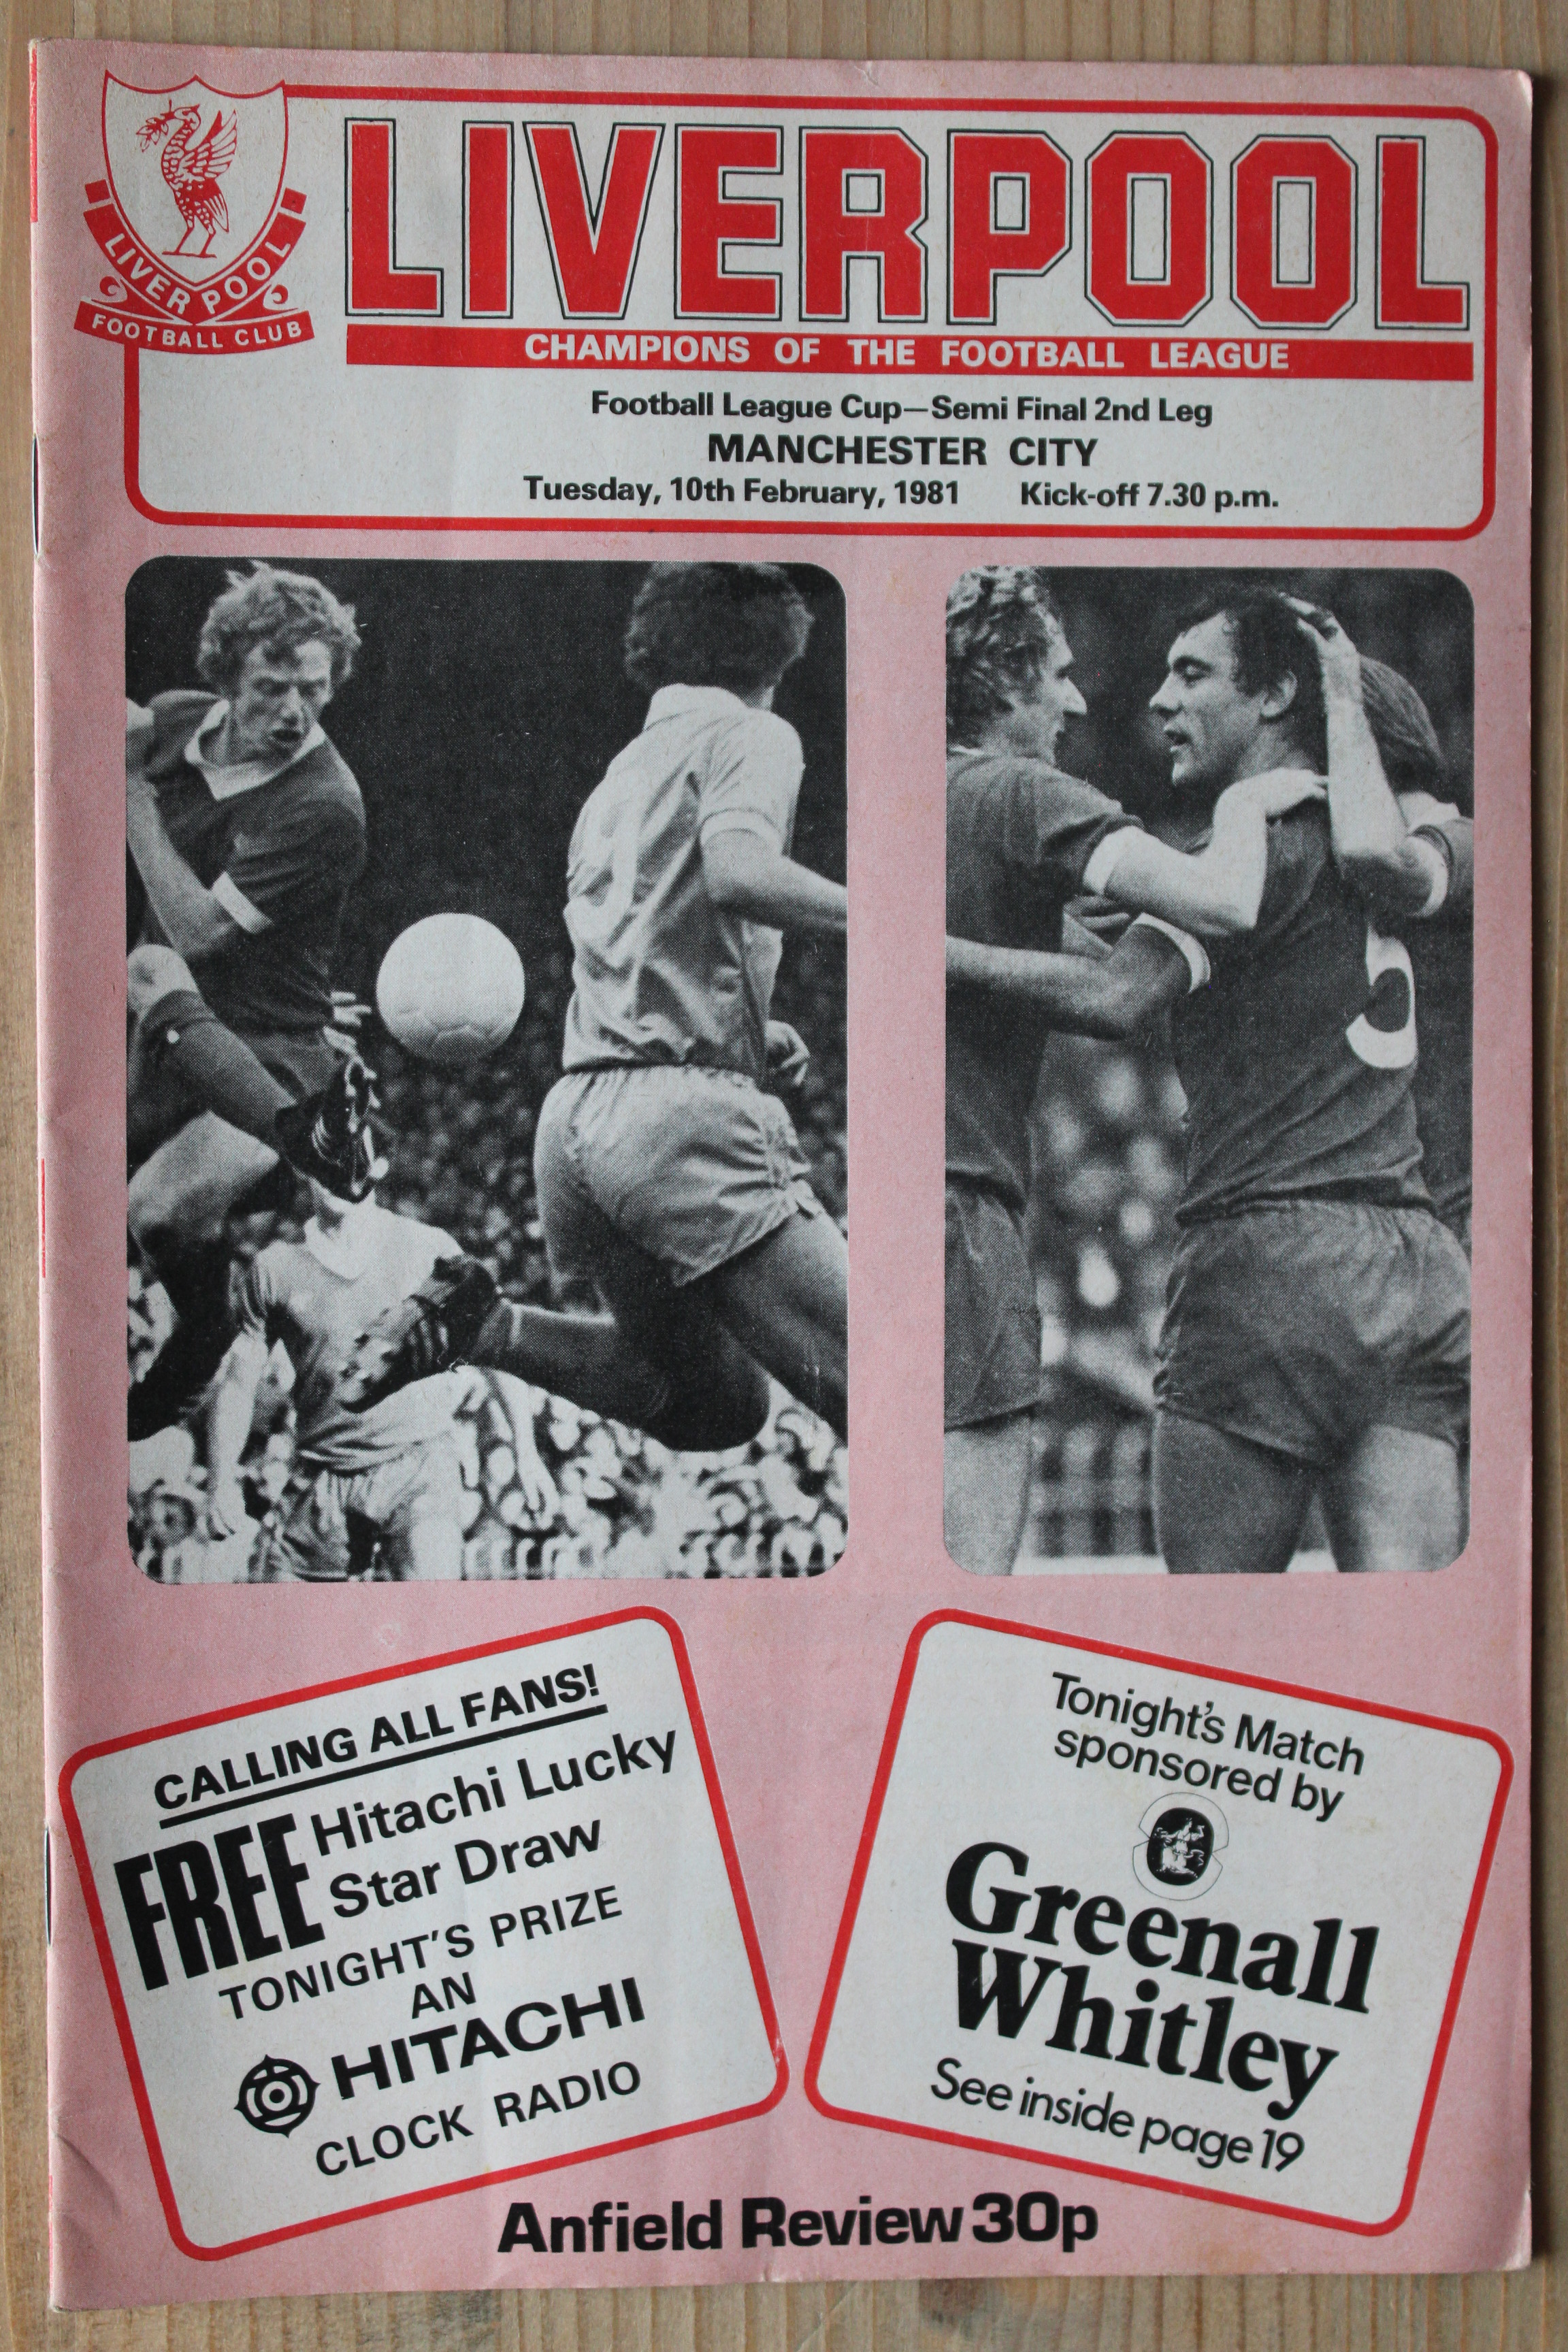 LIVERPOOL
FOOTBALL CLUB
LIVERPOOL
CHAMPIONS OF THE FOOTBALL LEAGUE
Football League Cup—Semi Final 2nd Leg
MANCHESTER CITY
Tuesday, 10th February, 1981 Kick-off 7.30 p.m.
5
CALLING ALL FANS!
FREE Hitachi Lucky
Star Draw
TONIGHT'S PRIZE
AN
HITACHI
CLOCK RADIO
Tonight's Match
sponsored by
Greenall
Whitley
See inside page 19
Anfield Review 30p